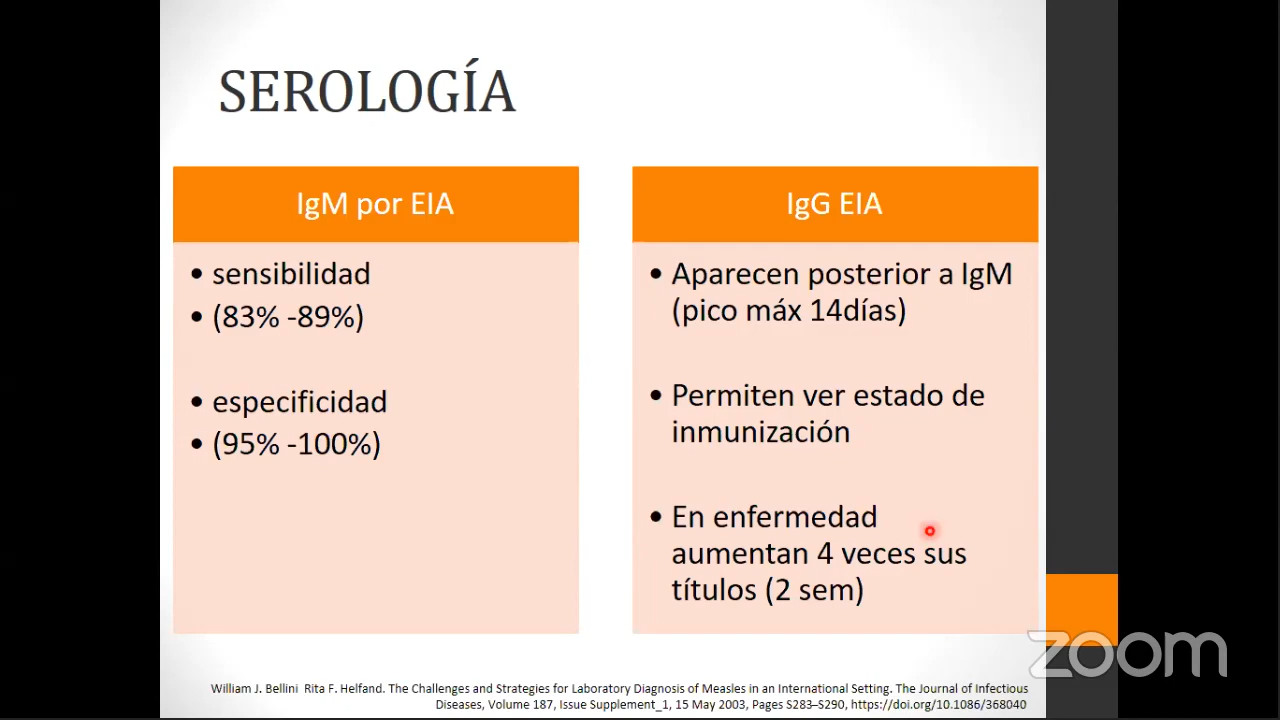 SEROLOGÍA
IgM por EIA
• sensibilidad
• (83% -89%)
• especificidad
• (95% -100%)
IgG EIA
• Aparecen posterior a IgM
(pico máx 14días)
• Permiten ver estado de
inmunización
• En enfermedad
aumentan 4 veces sus
títulos (2 sem)
zoom
William J. Bellini Rita F. Helfand. The Challenges and Strategies for Laboratory Diagnosis of Measles in an International Setting. The Journal of Infectious
Diseases, Volume 187, Issue Supplement_1, 15 May 2003, Pages S283–S290, https://doi.org/10.1086/368040